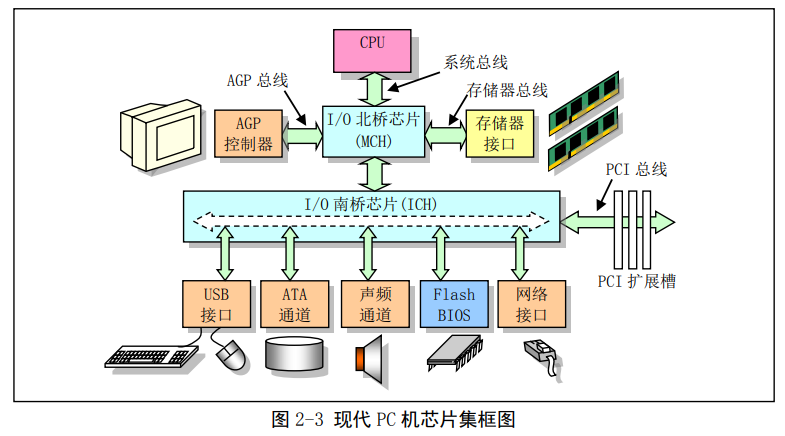 CPU
系统总线
AGP 总线
存储器总线
I/O 北桥芯片
(MCH)
AGP
控制器
存储器
接口
PCI 总线
I/O 南桥芯片(ICH)
PCI 扩展槽
USB
接口
ATA
通道
声频
通道
Flash
BIOS
网络
接口
图 2-3 现代 PC 机芯片集框图